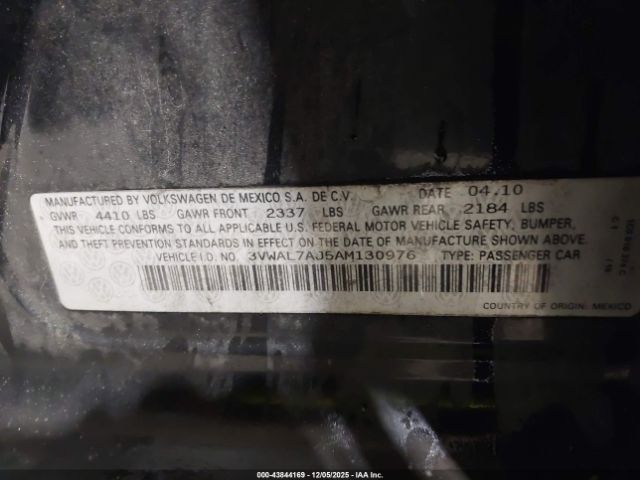 MANUFACTURED BY VOLKSWAGEN DE MEXICO S.A. DE C.V. DATE 04.10
GVWR 4410 LBS GAWR FRONT 2337 LBS GAWR REAR 2184 LBS
THIS VEHICLE CONFORMS TO ALL APPLICABLE U.S. FEDERAL MOTOR VEHICLE SAFETY, BUMPER,
AND THEFT PREVENTION STANDARDS IN EFFECT ON THE DATE OF MANUFACTURE SHOWN ABOVE.
VEHICLE I.D. NO. 3VWAL7AJ5AM130976 TYPE: PASSENGER CAR
COUNTRY OF ORIGIN: MEXICO
000-43844169 - 12/05/2025 - IAA Inc.